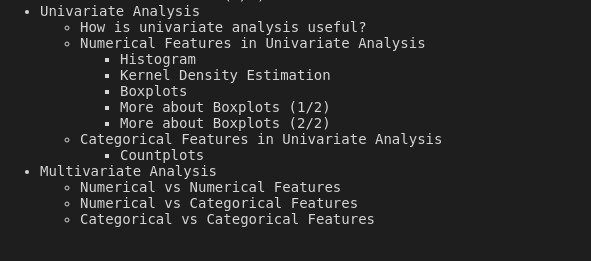 • Univariate Analysis
◦ How is univariate analysis useful?
◦ Numerical Features in Univariate Analysis
▪ Histogram
▪ Kernel Density Estimation
▪ Boxplots
▪ More about Boxplots (1/2)
▪ More about Boxplots (2/2)
◦ Categorical Features in Univariate Analysis
▪ Countplots
• Multivariate Analysis
◦ Numerical vs Numerical Features
◦ Numerical vs Categorical Features
◦ Categorical vs Categorical Features